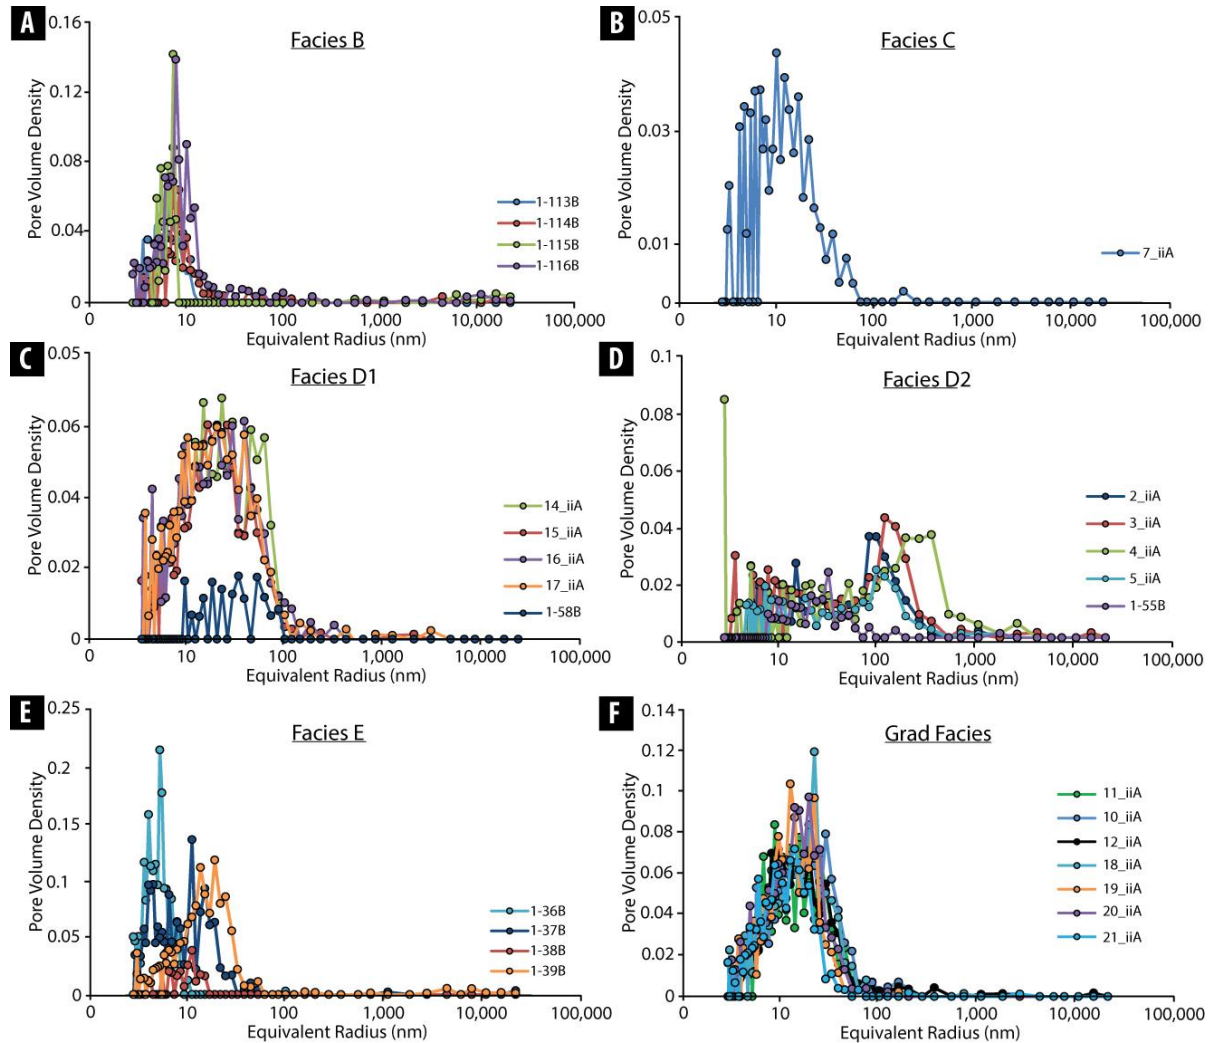 A
Facies B
Pore Volume Density
0.16
0.12
0.08
0.04
0
0
10
100
1,000
10,000
100,000
Equivalent Radius (nm)
1-113B
1-114B
1-115B
1-116B
B
Facies C
Pore Volume Density
0.05
0.03
0.01
0
0
10
100
1,000
10,000
100,000
Equivalent Radius (nm)
7_iiA
C
Facies D1
Pore Volume Density
0.05
0.06
0.04
0.02
0
0
10
100
1,000
10,000
100,000
Equivalent Radius (nm)
14_iiA
15_iiA
16_iiA
17_iiA
1-58B
D
Facies D2
Pore Volume Density
0.1
0.08
0.06
0.04
0.02
0
0
10
100
1,000
10,000
100,000
Equivalent Radius (nm)
2_iiA
3_iiA
4_iiA
5_iiA
1-55B
E
Facies E
Pore Volume Density
0.25
0.2
0.15
0.1
0.05
0
0
10
100
1,000
10,000
100,000
Equivalent Radius (nm)
1-36B
1-37B
1-38B
1-39B
F
Grad Facies
Pore Volume Density
0.14
0.12
0.10
0.08
0.06
0.04
0.02
0
0
10
100
1,000
10,000
100,000
Equivalent Radius (nm)
11_iiA
10_iiA
12_iiA
18_iiA
19_iiA
20_iiA
21_iiA